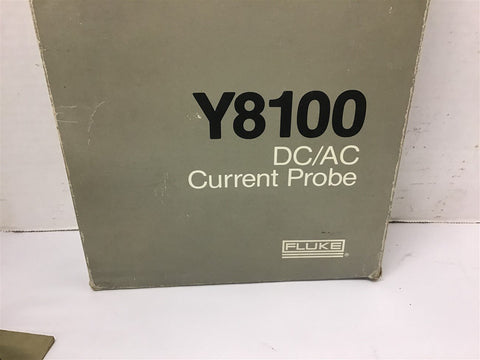 Y8100
DC/AC
Current Probe
FLUKE
®